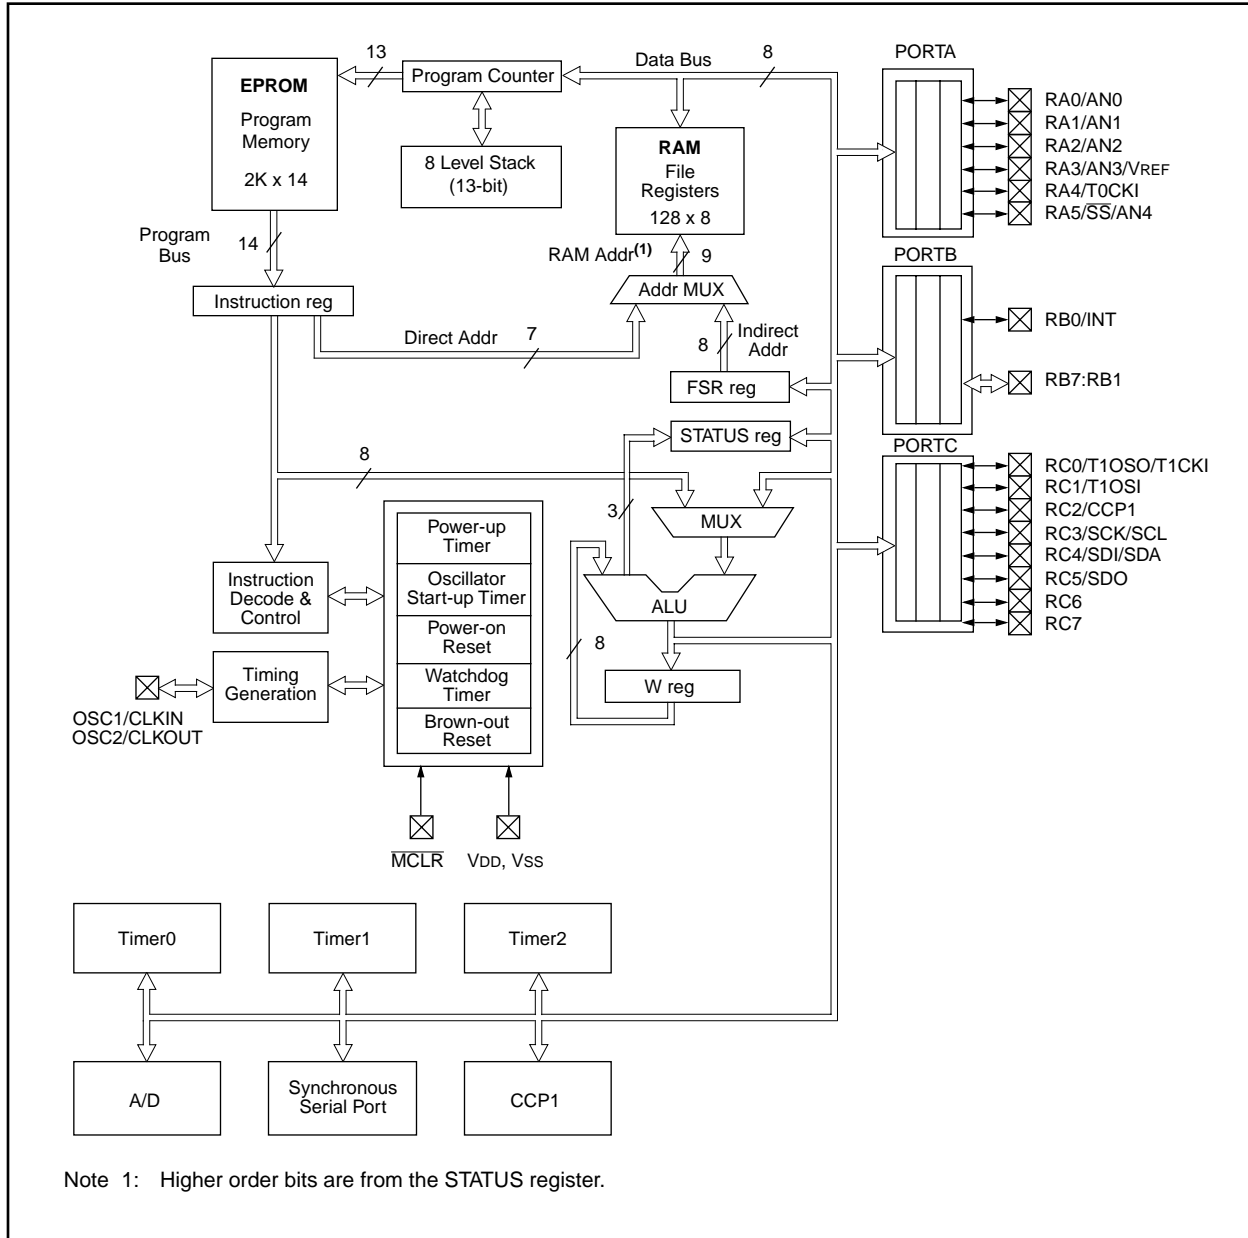 13
EPROM
Program
Memory
2K x 14
Program Counter
8 Level Stack
(13-bit)
Data Bus
8
RAM
File
Registers
128 x 8
RAM Addr(1)
9
Program
Bus
14
Instruction reg
Addr MUX
Direct Addr
7
8
Indirect
Addr
FSR reg
STATUS reg
8
3
MUX
ALU
8
W reg
Power-up
Timer
Oscillator
Start-up Timer
Power-on
Reset
Watchdog
Timer
Brown-out
Reset
Instruction
Decode &
Control
Timing
Generation
OSC1/CLKIN
OSC2/CLKOUT
MCLR
VDD, VSS
PORTA
RA0/AN0
RA1/AN1
RA2/AN2
RA3/AN3/VREF
RA4/T0CKI
RA5/SS/AN4
PORTB
RB0/INT
RB7:RB1
PORTC
RC0/T1OSO/T1CKI
RC1/T1OSI
RC2/CCP1
RC3/SCK/SCL
RC4/SDI/SDA
RC5/SDO
RC6
RC7
Timer0
Timer1
Timer2
A/D
Synchronous
Serial Port
CCP1
Note 1: Higher order bits are from the STATUS register.